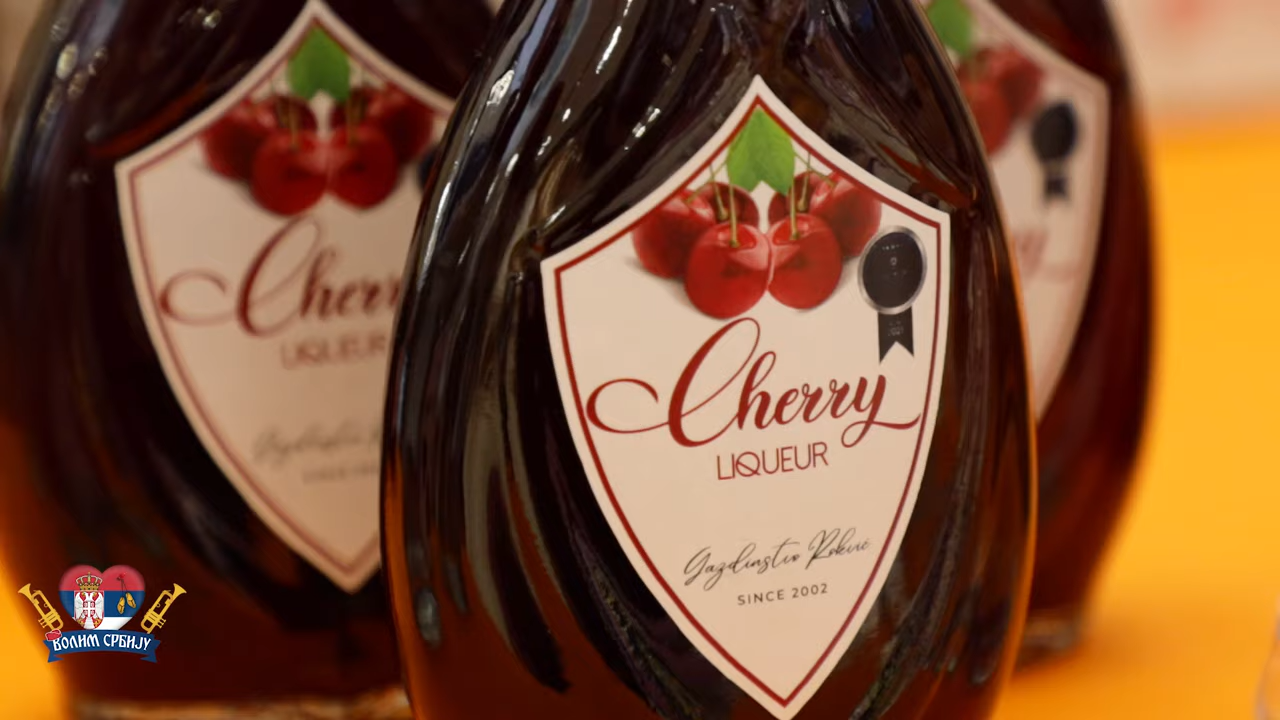 Cherry
LIQUEUR
Gazdinstvo Rokvić
SINCE 2002
Cherry
LIQUEUR
ВОЛИМ СРБИЈУ